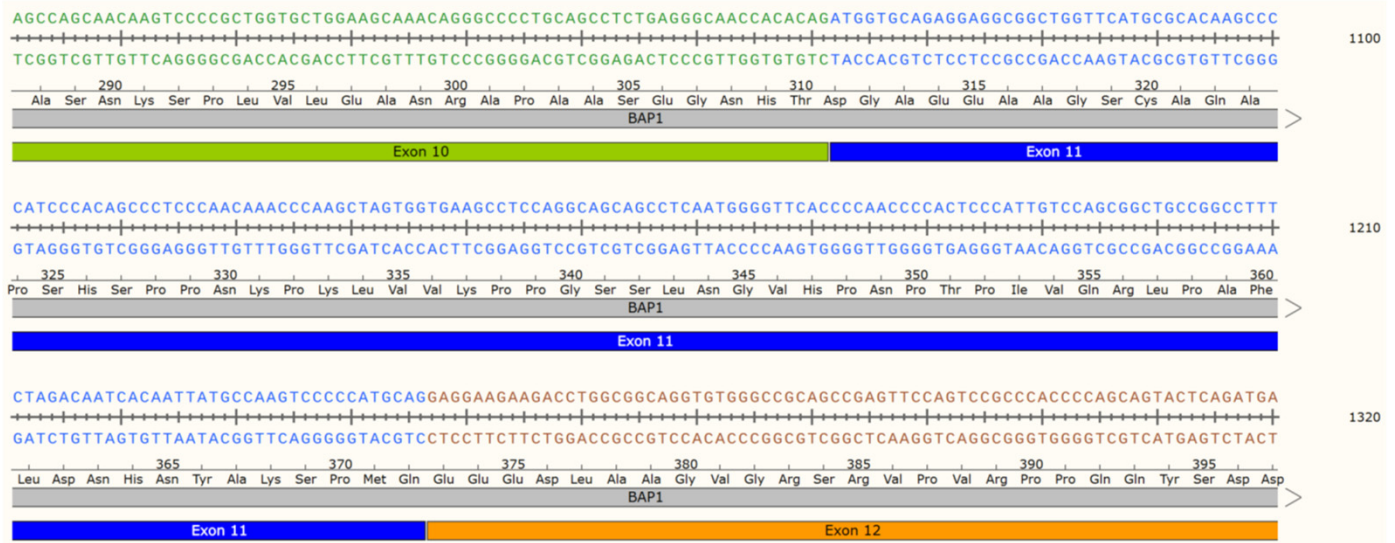 AGCCAGCAACAAGTCCCCGCTGGTGCTGGAAGCAAACAGGGCCCCTGCAGCCTCTGAGGGCAACCACACAGATGGTGCAGAGGAGGCGGCTGGTTCATGCGCACAAGCCC
1100
TCGGTCGTTGTTCAGGGGCGACCACGACCTTCGTTTGTCCCGGGGACGTCGGAGACTCCCGTTGGTGTGTCTACCACGTCTCCTCCGCCGACCAAGTACGCGTGTTCGGG
290 295 300 305 310 315 320
Ala Ser Asn Lys Ser Pro Leu Val Leu Glu Ala Asn Arg Ala Pro Ala Ala Ser Glu Gly Asn His Thr Asp Gly Ala Glu Glu Ala Ala Gly Ser Cys Ala Gln Ala
BAP1
Exon 10 Exon 11
CATCCCACAGCCCTCCCAACAAACCCAAGCTAGTGGTGAAGCCTCCAGGCAGCAGCCTCAATGGGGTTCACCCCAACCCCACTCCCATTGTCCAGCGGCTGCCGGCCTTT
1210
GTAGGGTGTCGGGAGGGTTGTTTGGGTTCGATCACCACTTCGGAGGTCCGTCGTCGGAGTTACCCCAAGTGGGGTTGGGGTGAGGGTAACAGGTCGCCGACGGCCGGAAA
325 330 335 340 345 350 355 360
Pro Ser His Ser Pro Pro Asn Lys Pro Lys Leu Val Val Lys Pro Pro Gly Ser Ser Leu Asn Gly Val His Pro Asn Pro Thr Pro Ile Val Gln Arg Leu Pro Ala Phe
BAP1
Exon 11
CTAGACAATCACAATTATGCCAAGTCCCCCATGCAGGAGGAAGAAGACCTGGCGGCAGGTGTGGGCCGCAGCCGAGTTCCAGTCCGCCCACCCCAGCAGTACTCAGATGA
1320
GATCTGTTAGTGTTAATACGGTTCAGGGGGTACGTCCTCCTTCTTCTGGACCGCCGTCCACACCCGGCGTCGGCTCAAGGTCAGGCGGGTGGGGTCGTCATGAGTCTACT
365 370 375 380 385 390 395
Leu Asp Asn His Asn Tyr Ala Lys Ser Pro Met Gln Glu Glu Glu Asp Leu Ala Ala Gly Val Gly Arg Ser Arg Val Pro Val Arg Pro Pro Gln Gln Tyr Ser Asp Asp
BAP1
Exon 11 Exon 12